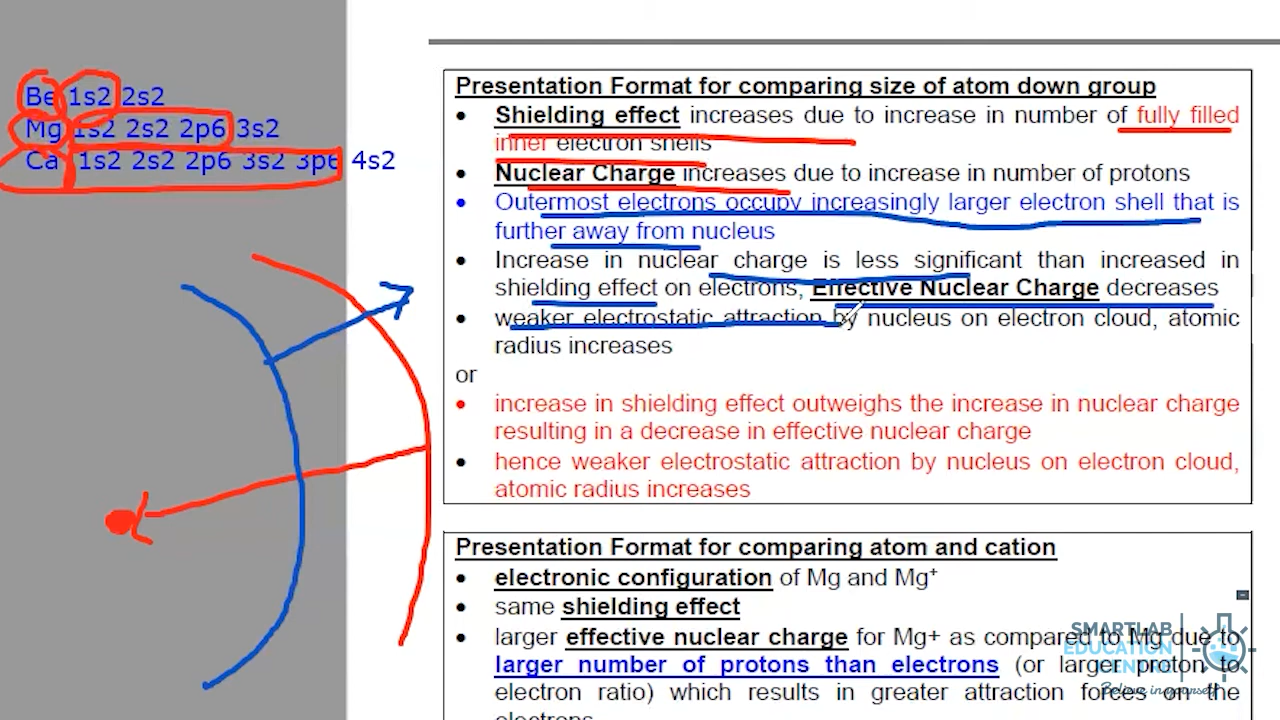 Be 1s2 2s2
Mg 1s2 2s2 2p6 3s2
Ca 1s2 2s2 2p6 3s2 3p6 4s2
Presentation Format for comparing size of atom down group
• Shielding effect increases due to increase in number of fully filled
inner electron shells
• Nuclear Charge increases due to increase in number of protons
• Outermost electrons occupy increasingly larger electron shell that is
further away from nucleus
• Increase in nuclear charge is less significant than increased in
shielding effect on electrons, Effective Nuclear Charge decreases
• weaker electrostatic attraction by nucleus on electron cloud, atomic
radius increases
or
• increase in shielding effect outweighs the increase in nuclear charge
resulting in a decrease in effective nuclear charge
• hence weaker electrostatic attraction by nucleus on electron cloud,
atomic radius increases
Presentation Format for comparing atom and cation
• electronic configuration of Mg and Mg⁺
• same shielding effect
• larger effective nuclear charge for Mg+ as compared to Mg due to
larger number of protons than electrons (or larger proton to
electron ratio) which results in greater attraction forces on the
electrons
SMARTLAB
EDUCATION
CENTRE
Believe in yourself